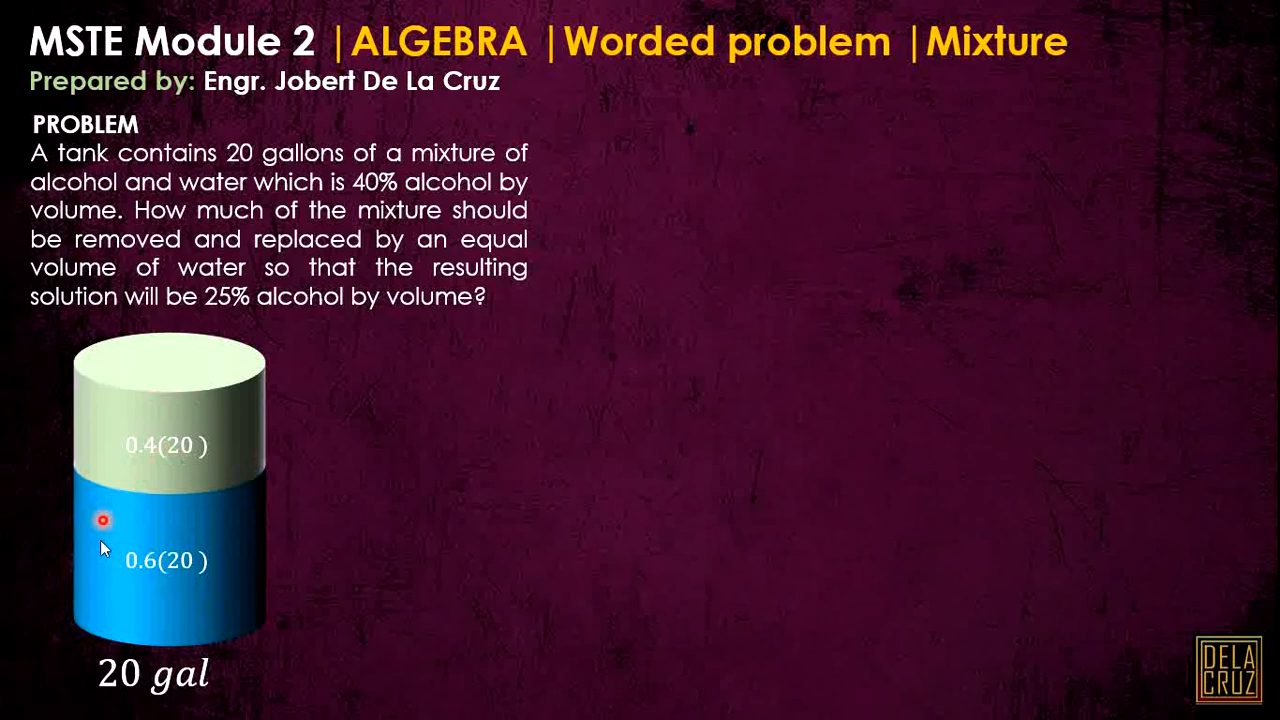 MSTE Module 2 |ALGEBRA |Worded problem |Mixture
Prepared by: Engr. Jobert De La Cruz
PROBLEM
A tank contains 20 gallons of a mixture of
alcohol and water which is 40% alcohol by
volume. How much of the mixture should
be removed and replaced by an equal
volume of water so that the resulting
solution will be 25% alcohol by volume?
0.4(20 )
0.6(20 )
20 gal
DELA
CRUZ